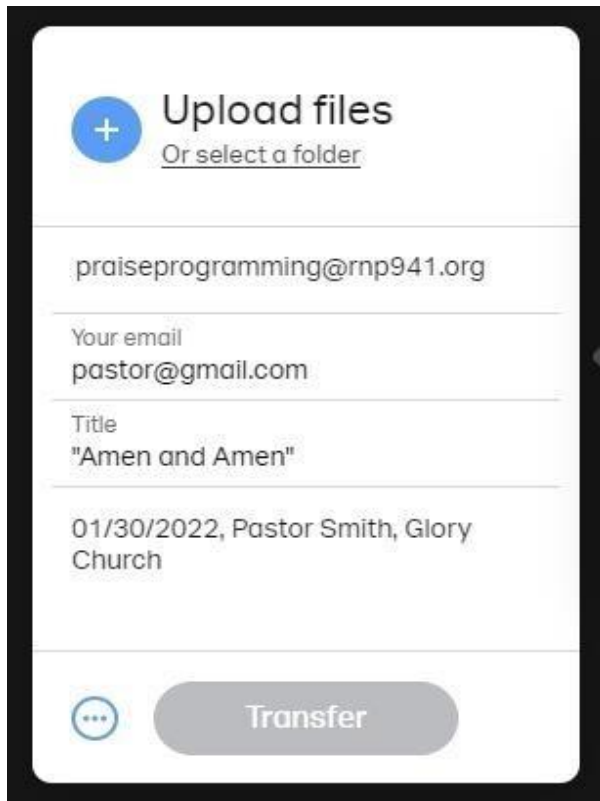 Upload files
Or select a folder
praiseprogramming@rnp941.org
Your email
pastor@gmail.com
Title
"Amen and Amen"
01/30/2022, Pastor Smith, Glory
Church
Transfer